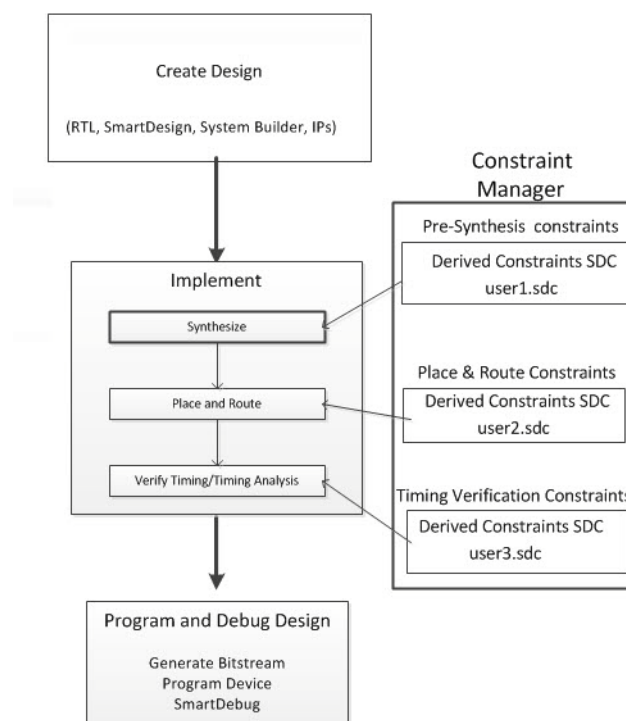 Create Design
(RTL, SmartDesign, System Builder, IPs)
Constraint
Manager
Pre-Synthesis constraints
Derived Constraints SDC
user1.sdc
Implement
Synthesize
Place & Route Constraints
Derived Constraints SDC
user2.sdc
Place and Route
Verify Timing/Timing Analysis
Timing Verification Constraints
Derived Constraints SDC
user3.sdc
Program and Debug Design
Generate Bitstream
Program Device
SmartDebug